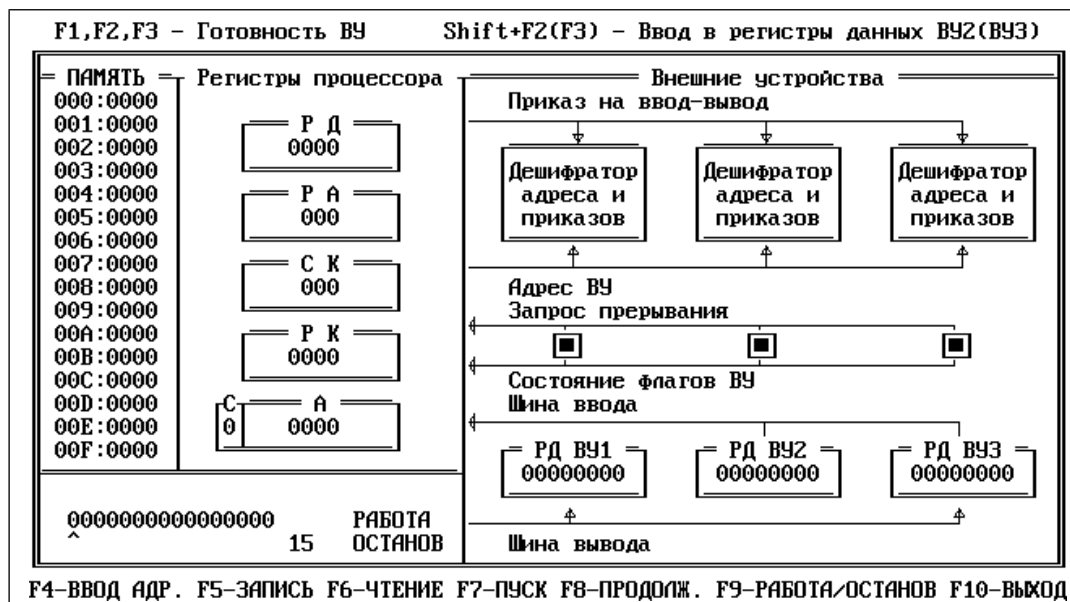 F1,F2,F3 – Готовность ВУ Shift+F2(F3) – Ввод в регистры данных ВУ2(ВУ3)
ПАМЯТЬ Регистры процессора Внешние устройства
000:0000
001:0000
002:0000
003:0000
004:0000
005:0000
006:0000
007:0000
008:0000
009:0000
00A:0000
00B:0000
00C:0000
00D:0000
00E:0000
00F:0000
Р Д
0000
Р А
000
С К
000
Р К
0000
С А
0 0000
Приказ на ввод-вывод
Дешифратор адреса и приказов
Дешифратор адреса и приказов
Дешифратор адреса и приказов
Адрес ВУ
Запрос прерывания
Состояние флагов ВУ
Шина ввода
РД ВУ1 РД ВУ2 РД ВУ3
00000000 00000000 00000000
Шина вывода
0000000000000000 РАБОТА
^ 15 ОСТАНОВ
F4-ВВОД АДР. F5-ЗАПИСЬ F6-ЧТЕНИЕ F7-ПУСК F8-ПРОДОЛЖ. F9-РАБОТА/ОСТАНОВ F10-ВЫХОД